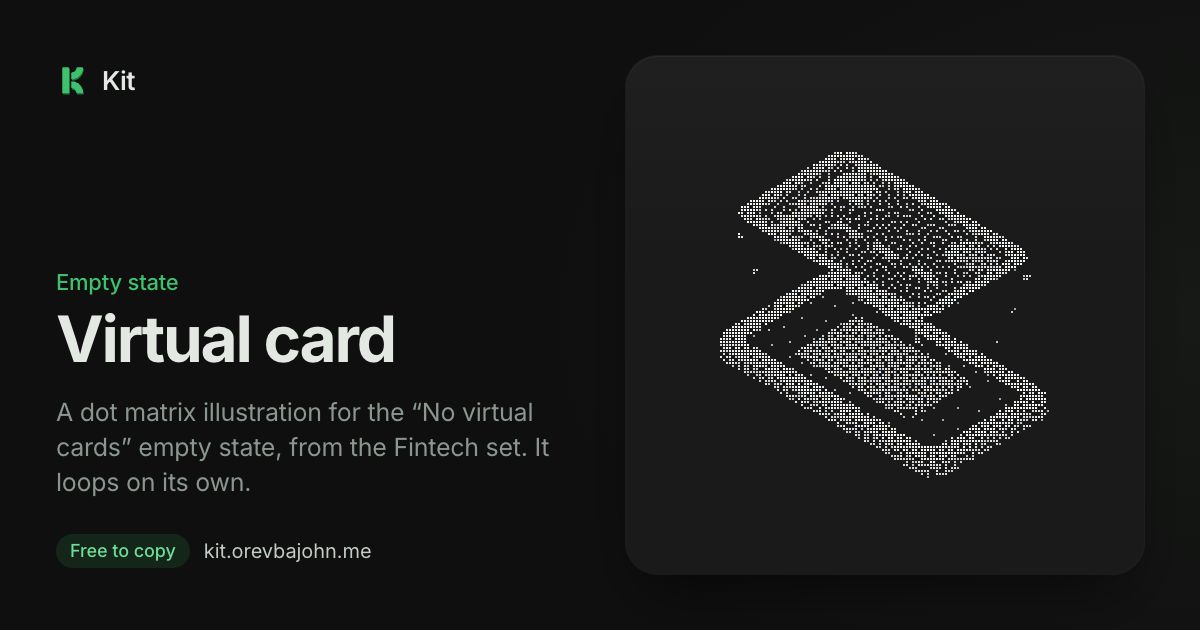 Kit
Empty state
Virtual card
A dot matrix illustration for the “No virtual
cards” empty state, from the Fintech set. It
loops on its own.
Free to copy
kit.orevbajohn.me